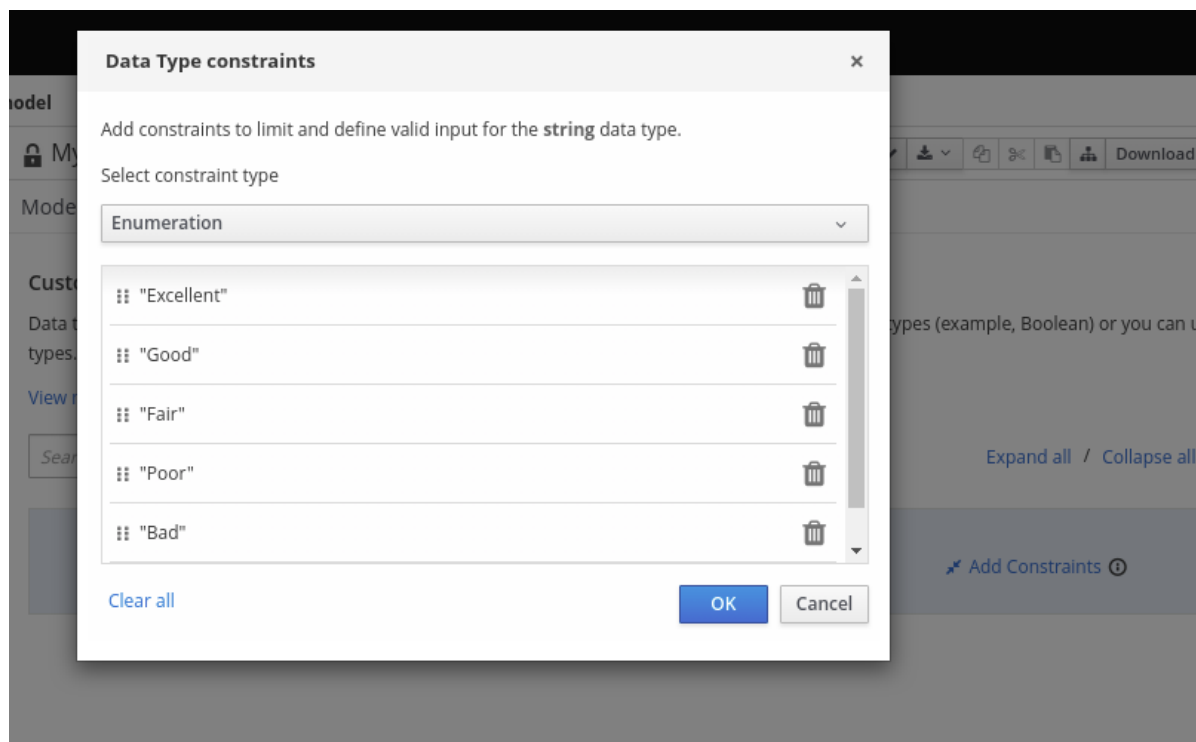 Data Type constraints
Add constraints to limit and define valid input for the string data type.
Select constraint type
Enumeration
"Excellent"
"Good"
"Fair"
"Poor"
"Bad"
Clear all
OK
Cancel
Download
Data
types (example, Boolean) or you can
types.
View
Expand all / Collapse all
Add Constraints